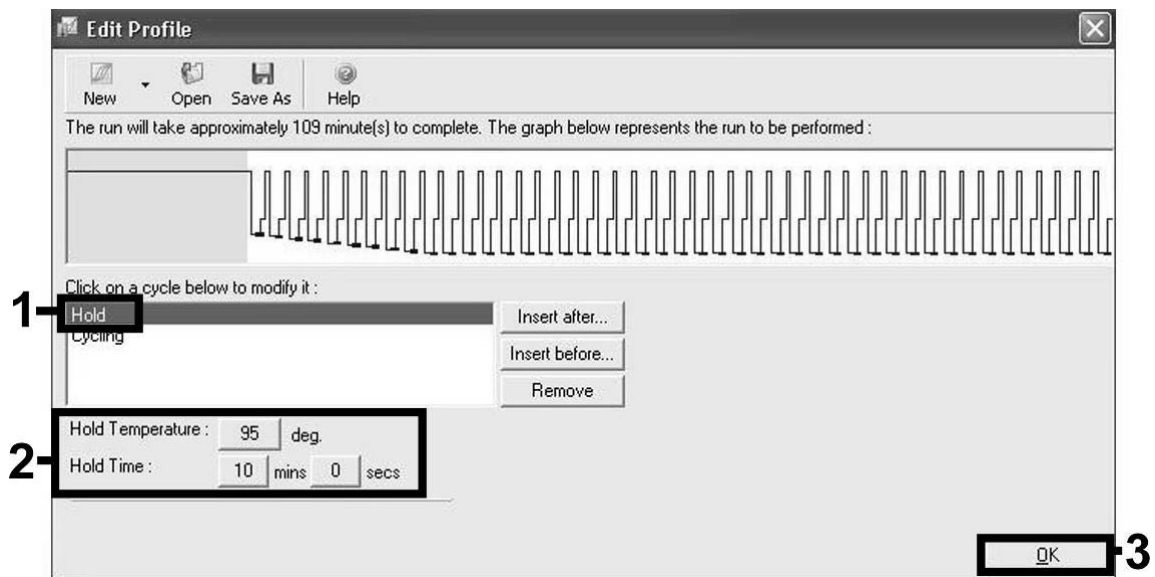 Edit Profile
New Open Save As Help
The run will take approximately 109 minute(s) to complete. The graph below represents the run to be performed :
Click on a cycle below to modify it :
1 Hold Insert after...
Cycling
Insert before...
Remove
2
Hold Temperature : 95 deg.
Hold Time : 10 mins 0 secs
OK 3